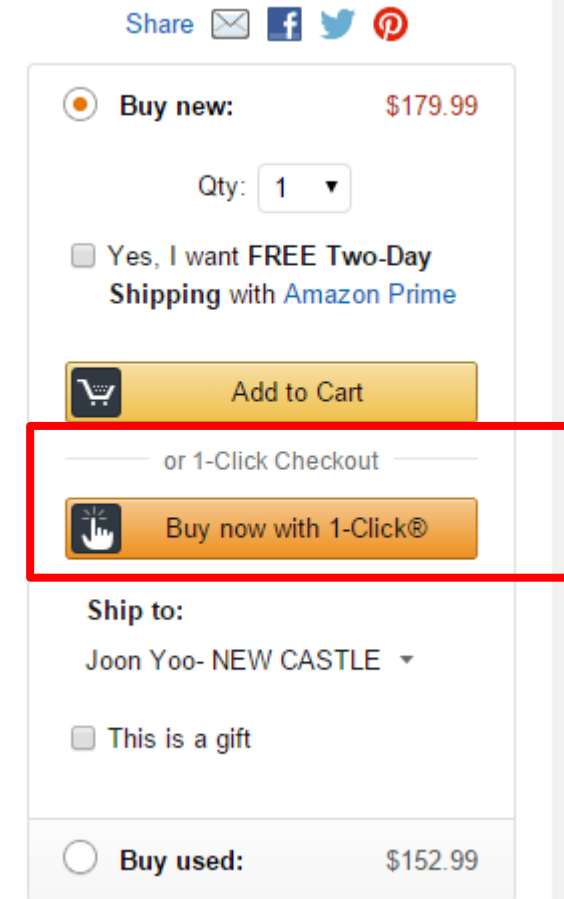 Share
Buy new: $179.99
Qty: 1
Yes, I want FREE Two-Day
Shipping with Amazon Prime
Add to Cart
or 1-Click Checkout
Buy now with 1-Click®
Ship to:
Joon Yoo- NEW CASTLE
This is a gift
Buy used: $152.99